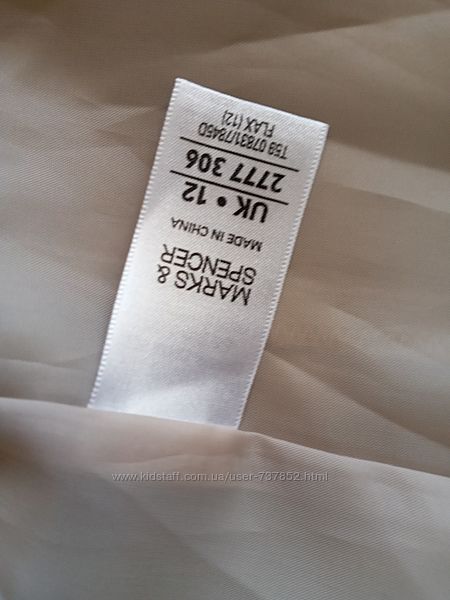 MARKS &
SPENCER
MADE IN CHINA
UK • 12
2777 306
T59 07831/7845D
FLAX (12)
www.kidstaff.com.ua/user-737852.html